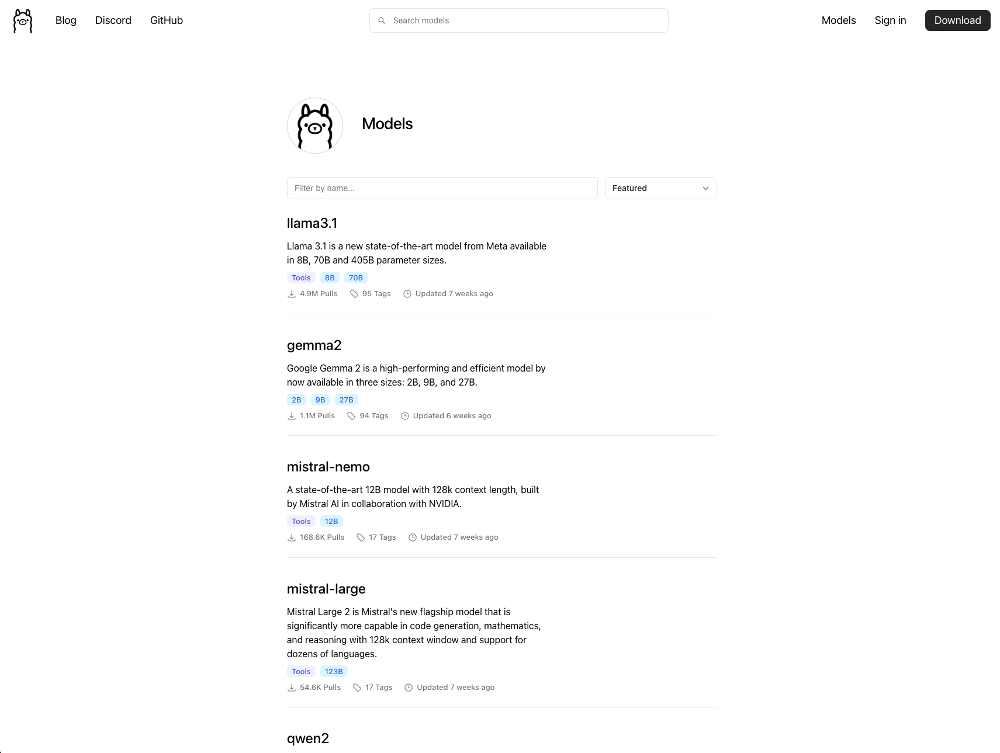 Blog Discord GitHub Search models Models Sign in Download
Models
Filter by name... Featured
llama3.1
Llama 3.1 is a new state-of-the-art model from Meta available
in 8B, 70B and 405B parameter sizes.
Tools 8B 70B
4.9M Pulls 95 Tags Updated 7 weeks ago
gemma2
Google Gemma 2 is a high-performing and efficient model by
now available in three sizes: 2B, 9B, and 27B.
2B 9B 27B
1.1M Pulls 94 Tags Updated 6 weeks ago
mistral-nemo
A state-of-the-art 12B model with 128k context length, built
by Mistral AI in collaboration with NVIDIA.
Tools 12B
168.6K Pulls 17 Tags Updated 7 weeks ago
mistral-large
Mistral Large 2 is Mistral's new flagship model that is
significantly more capable in code generation, mathematics,
and reasoning with 128k context window and support for
dozens of languages.
Tools 123B
54.6K Pulls 17 Tags Updated 7 weeks ago
qwen2